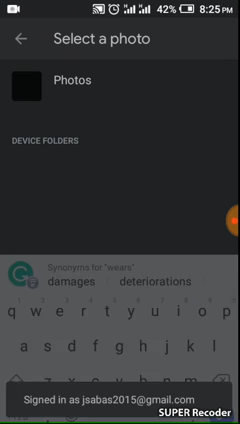 42% 8:25 PM
Select a photo
Photos
DEVICE FOLDERS
Synonyms for "wears"
damages deteriorations
q w e r t y u i o p
a s d f g h j k l
z x c v b n m
Signed in as jsabas2015@gmail.com
SUPER Recoder